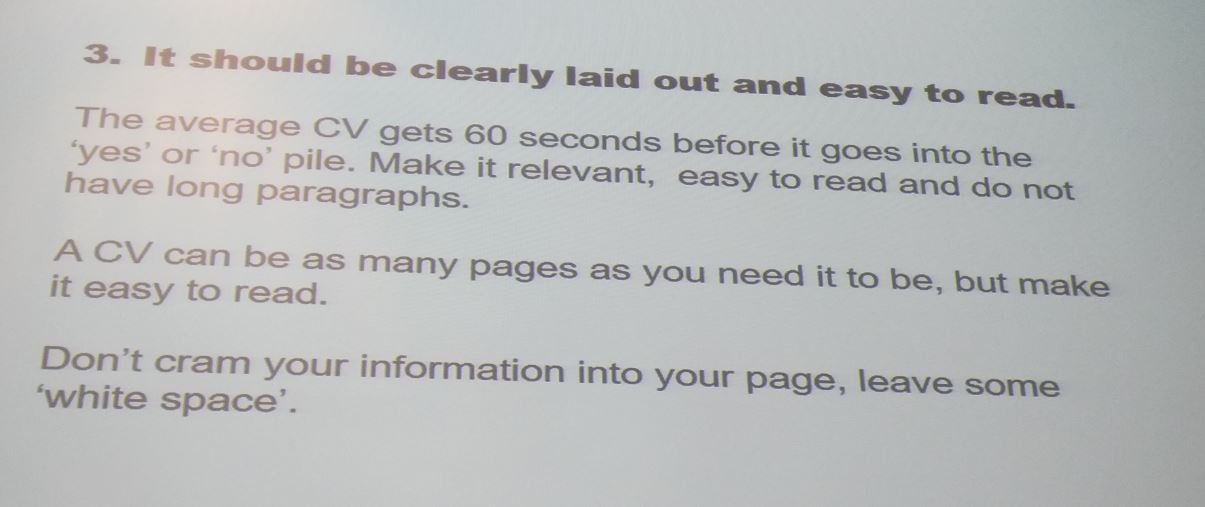 3. It should be clearly laid out and easy to read.
The average CV gets 60 seconds before it goes into the
‘yes’ or ‘no’ pile. Make it relevant, easy to read and do not
have long paragraphs.
A CV can be as many pages as you need it to be, but make
it easy to read.
Don’t cram your information into your page, leave some
‘white space’.